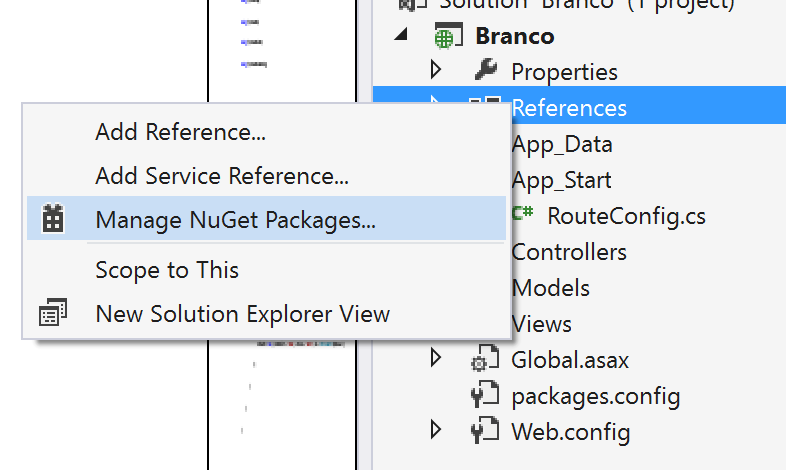 Solution 'Branco' (1 project)
Branco
Properties
References
App_Data
App_Start
C# RouteConfig.cs
Controllers
Models
Views
Global.asax
packages.config
Web.config
Add Reference...
Add Service Reference...
Manage NuGet Packages...
Scope to This
New Solution Explorer View